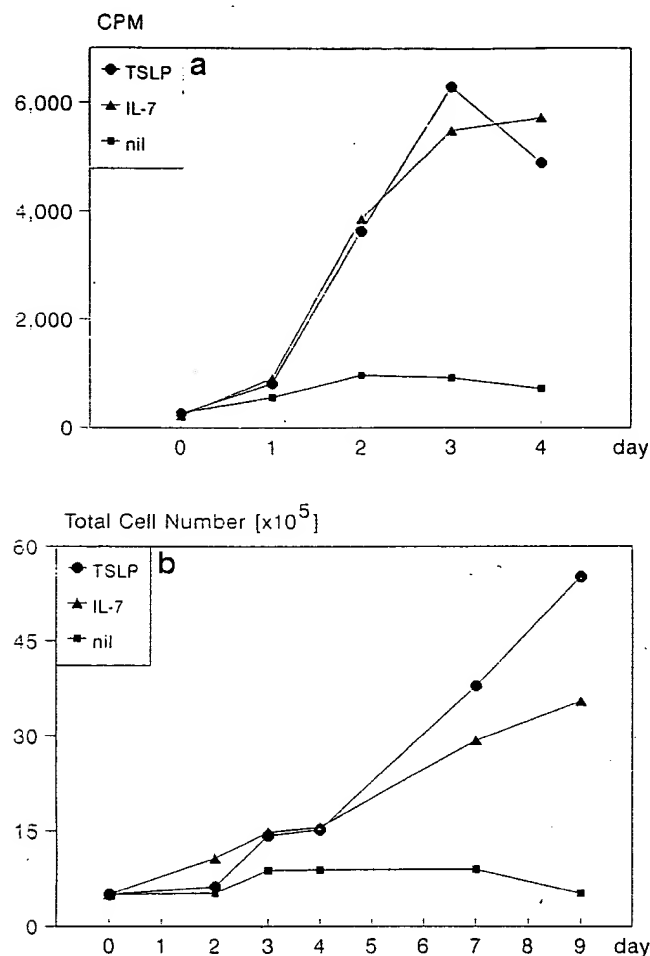 CPM
a
TSLP
IL-7
nil
6,000
4,000
2,000
0
0 1 2 3 4 day
Total Cell Number [x10^5]
b
TSLP
IL-7
nil
60
45
30
15
0
0 2 3 4 5 6 7 8 9 day